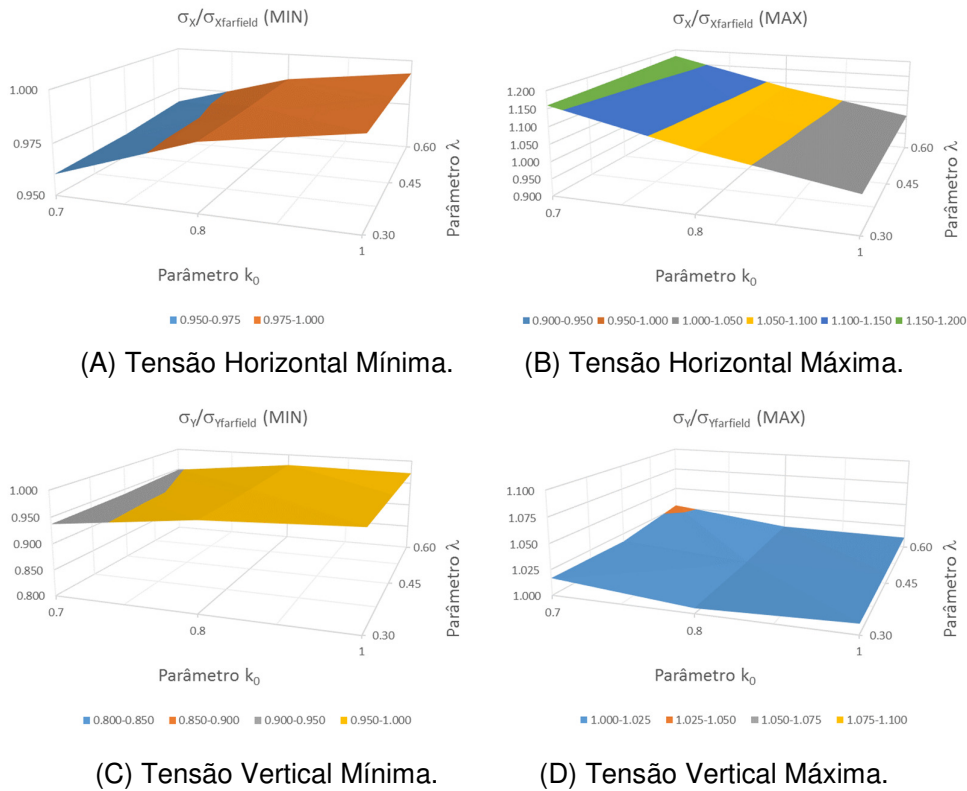 σX/σXfarfield (MIN)
1.000
0.975
0.950
0.7
0.8
1
0.60
0.45
0.30
Parâmetro λ
Parâmetro k0
0.950-0.975 0.975-1.000
(A) Tensão Horizontal Mínima.
σX/σXfarfield (MAX)
1.200
1.150
1.100
1.050
1.000
0.950
0.900
0.7
0.8
1
0.60
0.45
0.30
Parâmetro λ
Parâmetro k0
0.900-0.950 0.950-1.000 1.000-1.050 1.050-1.100 1.100-1.150 1.150-1.200
(B) Tensão Horizontal Máxima.
σY/σYfarfield (MIN)
1.000
0.950
0.900
0.850
0.800
0.7
0.8
1
0.60
0.45
0.30
Parâmetro λ
Parâmetro k0
0.800-0.850 0.850-0.900 0.900-0.950 0.950-1.000
(C) Tensão Vertical Mínima.
σY/σYfarfield (MAX)
1.100
1.075
1.050
1.025
1.000
0.7
0.8
1
0.60
0.45
0.30
Parâmetro λ
Parâmetro k0
1.000-1.025 1.025-1.050 1.050-1.075 1.075-1.100
(D) Tensão Vertical Máxima.